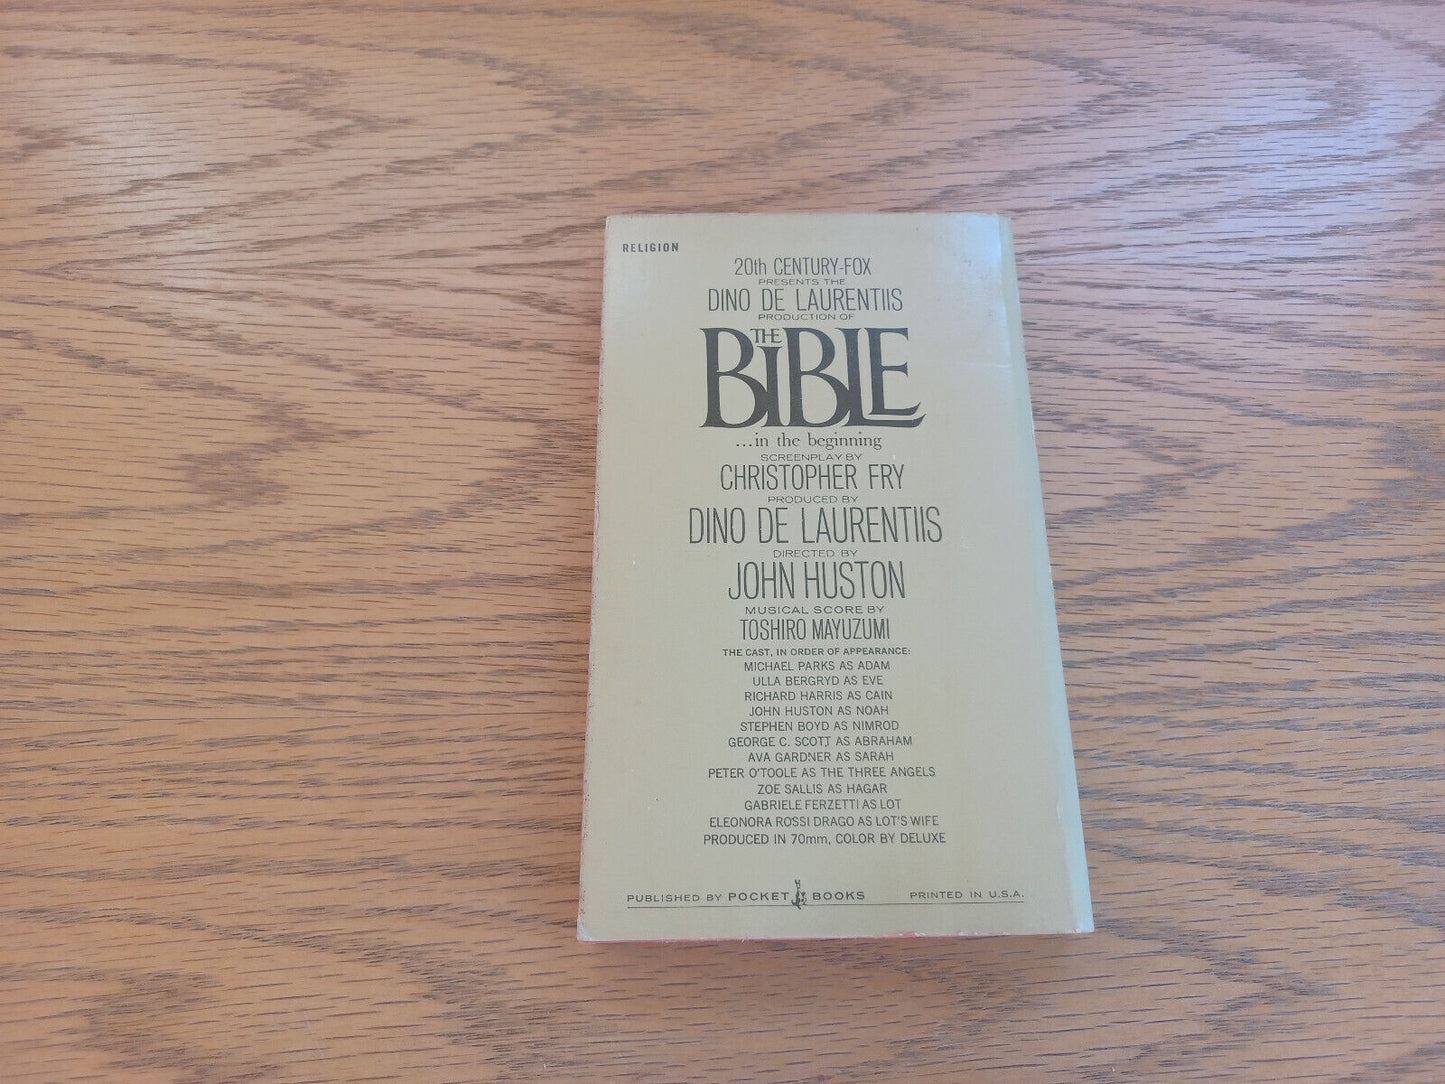 RELIGION
20th CENTURY-FOX
PRESENTS THE
DINO DE LAURENTIIS
PRODUCTION OF
THE
BIBLE
...in the beginning
SCREENPLAY BY
CHRISTOPHER FRY
PRODUCED BY
DINO DE LAURENTIIS
DIRECTED BY
JOHN HUSTON
MUSICAL SCORE BY
TOSHIRO MAYUZUMI
THE CAST, IN ORDER OF APPEARANCE:
MICHAEL PARKS AS ADAM
ULLA BERGRYD AS EVE
RICHARD HARRIS AS CAIN
JOHN HUSTON AS NOAH
STEPHEN BOYD AS NIMROD
GEORGE C. SCOTT AS ABRAHAM
AVA GARDNER AS SARAH
PETER O'TOOLE AS THE THREE ANGELS
ZOE SALLIS AS HAGAR
GABRIELE FERZETTI AS LOT
ELEONORA ROSSI DRAGO AS LOT'S WIFE
PRODUCED IN 70mm, COLOR BY DELUXE
PUBLISHED BY POCKET BOOKS PRINTED IN U.S.A.